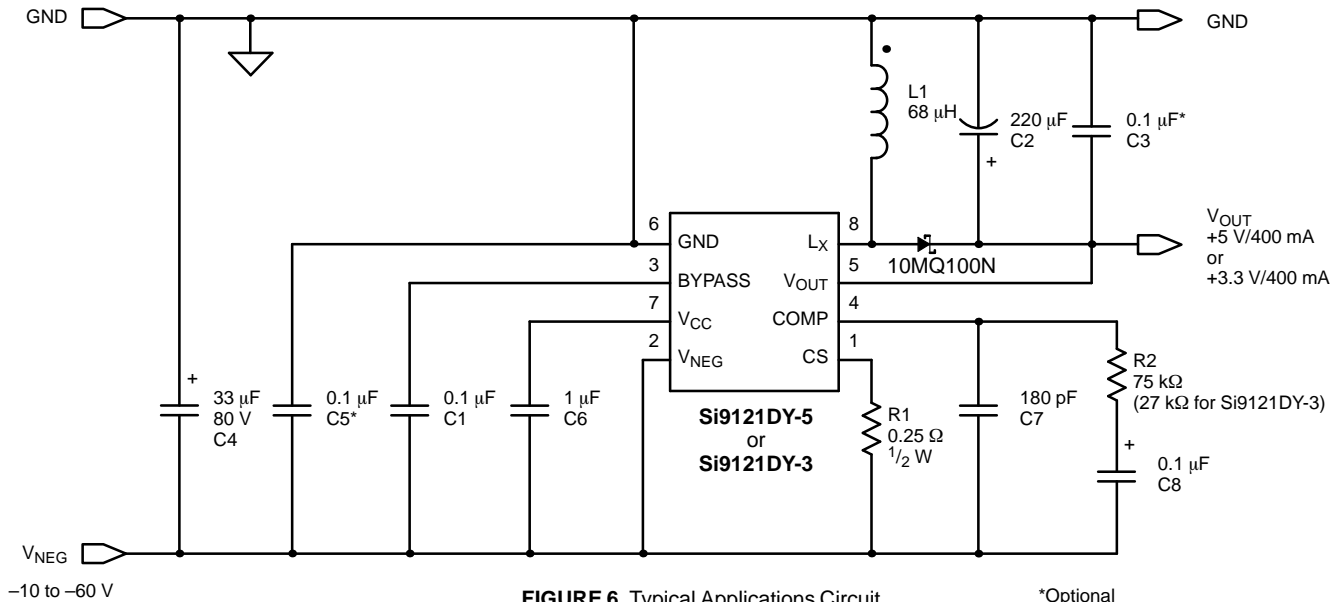 GND
GND
L1
68 μH
220 μF
C2
+
0.1 μF*
C3
6
GND
3
BYPASS
7
VCC
2
VNEG
8
LX
5
VOUT
4
COMP
1
CS
10MQ100N
VOUT
+5 V/400 mA
or
+3.3 V/400 mA
+
33 μF
80 V
C4
0.1 μF
C5*
0.1 μF
C1
1 μF
C6
Si9121DY-5
or
Si9121DY-3
R1
0.25 Ω
1/2 W
180 pF
C7
R2
75 kΩ
(27 kΩ for Si9121DY-3)
+
0.1 μF
C8
VNEG
–10 to –60 V
FIGURE 6. Typical Applications Circuit
*Optional